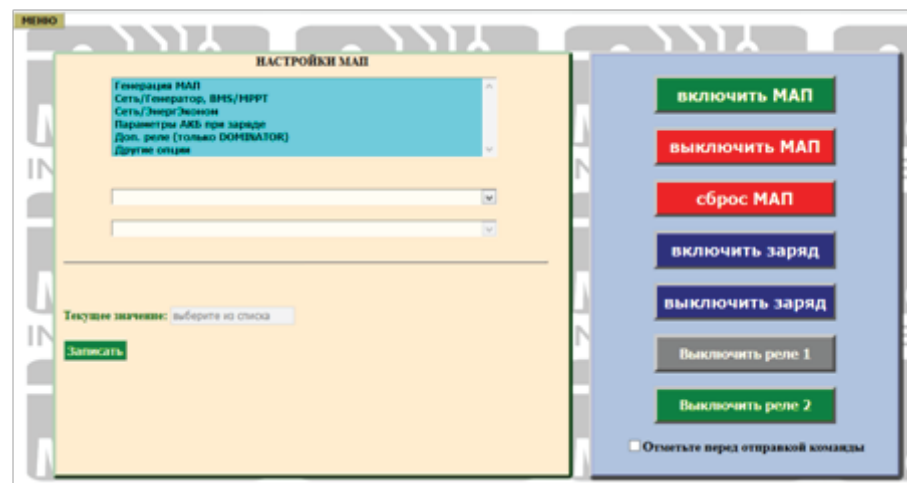 МЕНЮ
НАСТРОЙКИ МАП
Генерация МАП
Сеть/Генератор, BMS/MPPT
Сеть/ЭнергЭконом
Параметры АКБ при заряде
Доп. реле (только DOMINATOR)
Другие опции
Текущее значение: выберите из списка
Записать
включить МАП
выключить МАП
сброс МАП
включить заряд
выключить заряд
Выключить реле 1
Выключить реле 2
Отметьте перед отправкой команды